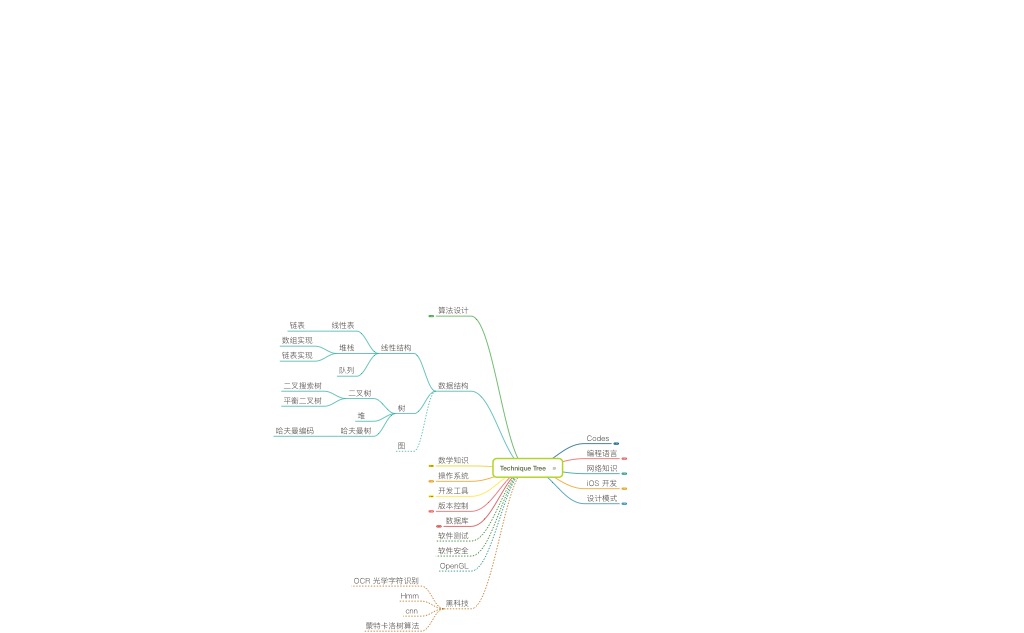 Technique Tree
算法设计
数据结构
线性结构
线性表
链表
堆栈
数组实现
链表实现
队列
树
二叉树
二叉搜索树
平衡二叉树
堆
哈夫曼树
哈夫曼编码
图
数学知识
操作系统
开发工具
版本控制
数据库
软件测试
软件安全
OpenGL
黑科技
OCR 光学字符识别
Hmm
cnn
蒙特卡洛树算法
Codes
编程语言
网络知识
iOS 开发
设计模式